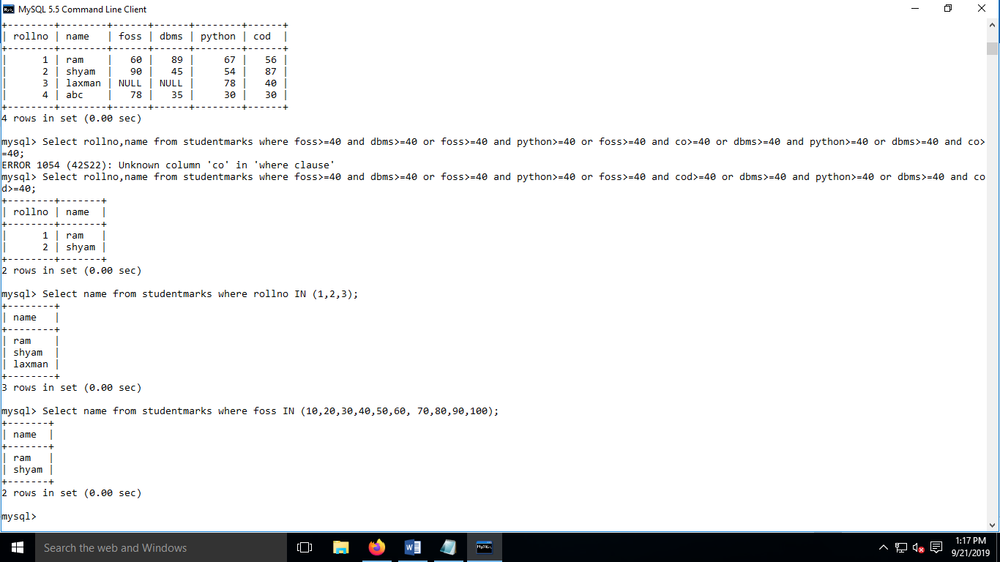 MySQL 5.5 Command Line Client
+--------+--------+------+------+--------+------+
| rollno | name   | foss | dbms | python | cod  |
+--------+--------+------+------+--------+------+
|      1 | ram    |   60 |   89 |     67 |   56 |
|      2 | shyam  |   90 |   45 |     54 |   87 |
|      3 | laxman | NULL | NULL |     78 |   40 |
|      4 | abc    |   78 |   35 |     30 |   30 |
+--------+--------+------+------+--------+------+
4 rows in set (0.00 sec)
mysql> Select rollno,name from studentmarks where foss>=40 and dbms>=40 or foss>=40 and python>=40 or foss>=40 and co>=40 or dbms>=40 and python>=40 or dbms>=40 and co>
=40;
ERROR 1054 (42S22): Unknown column 'co' in 'where clause'
mysql> Select rollno,name from studentmarks where foss>=40 and dbms>=40 or foss>=40 and python>=40 or foss>=40 and cod>=40 or dbms>=40 and python>=40 or dbms>=40 and co
d>=40;
+--------+-------+
| rollno | name  |
+--------+-------+
|      1 | ram   |
|      2 | shyam |
+--------+-------+
2 rows in set (0.00 sec)
mysql> Select name from studentmarks where rollno IN (1,2,3);
+--------+
| name   |
+--------+
| ram    |
| shyam  |
| laxman |
+--------+
3 rows in set (0.00 sec)
mysql> Select name from studentmarks where foss IN (10,20,30,40,50,60, 70,80,90,100);
+-------+
| name  |
+-------+
| ram   |
| shyam |
+-------+
2 rows in set (0.00 sec)
mysql>
Search the web and Windows
1:17 PM
9/21/2019